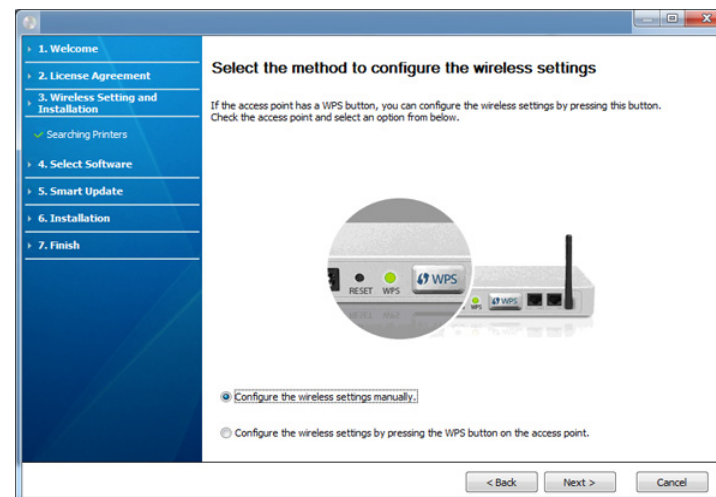 1. Welcome
2. License Agreement
3. Wireless Setting and
Installation
Searching Printers
4. Select Software
5. Smart Update
6. Installation
7. Finish
Select the method to configure the wireless settings
If the access point has a WPS button, you can configure the wireless settings by pressing this button.
Check the access point and select an option from below.
RESET WPS WPS
WPS WPS
Configure the wireless settings manually.
Configure the wireless settings by pressing the WPS button on the access point.
< Back Next > Cancel